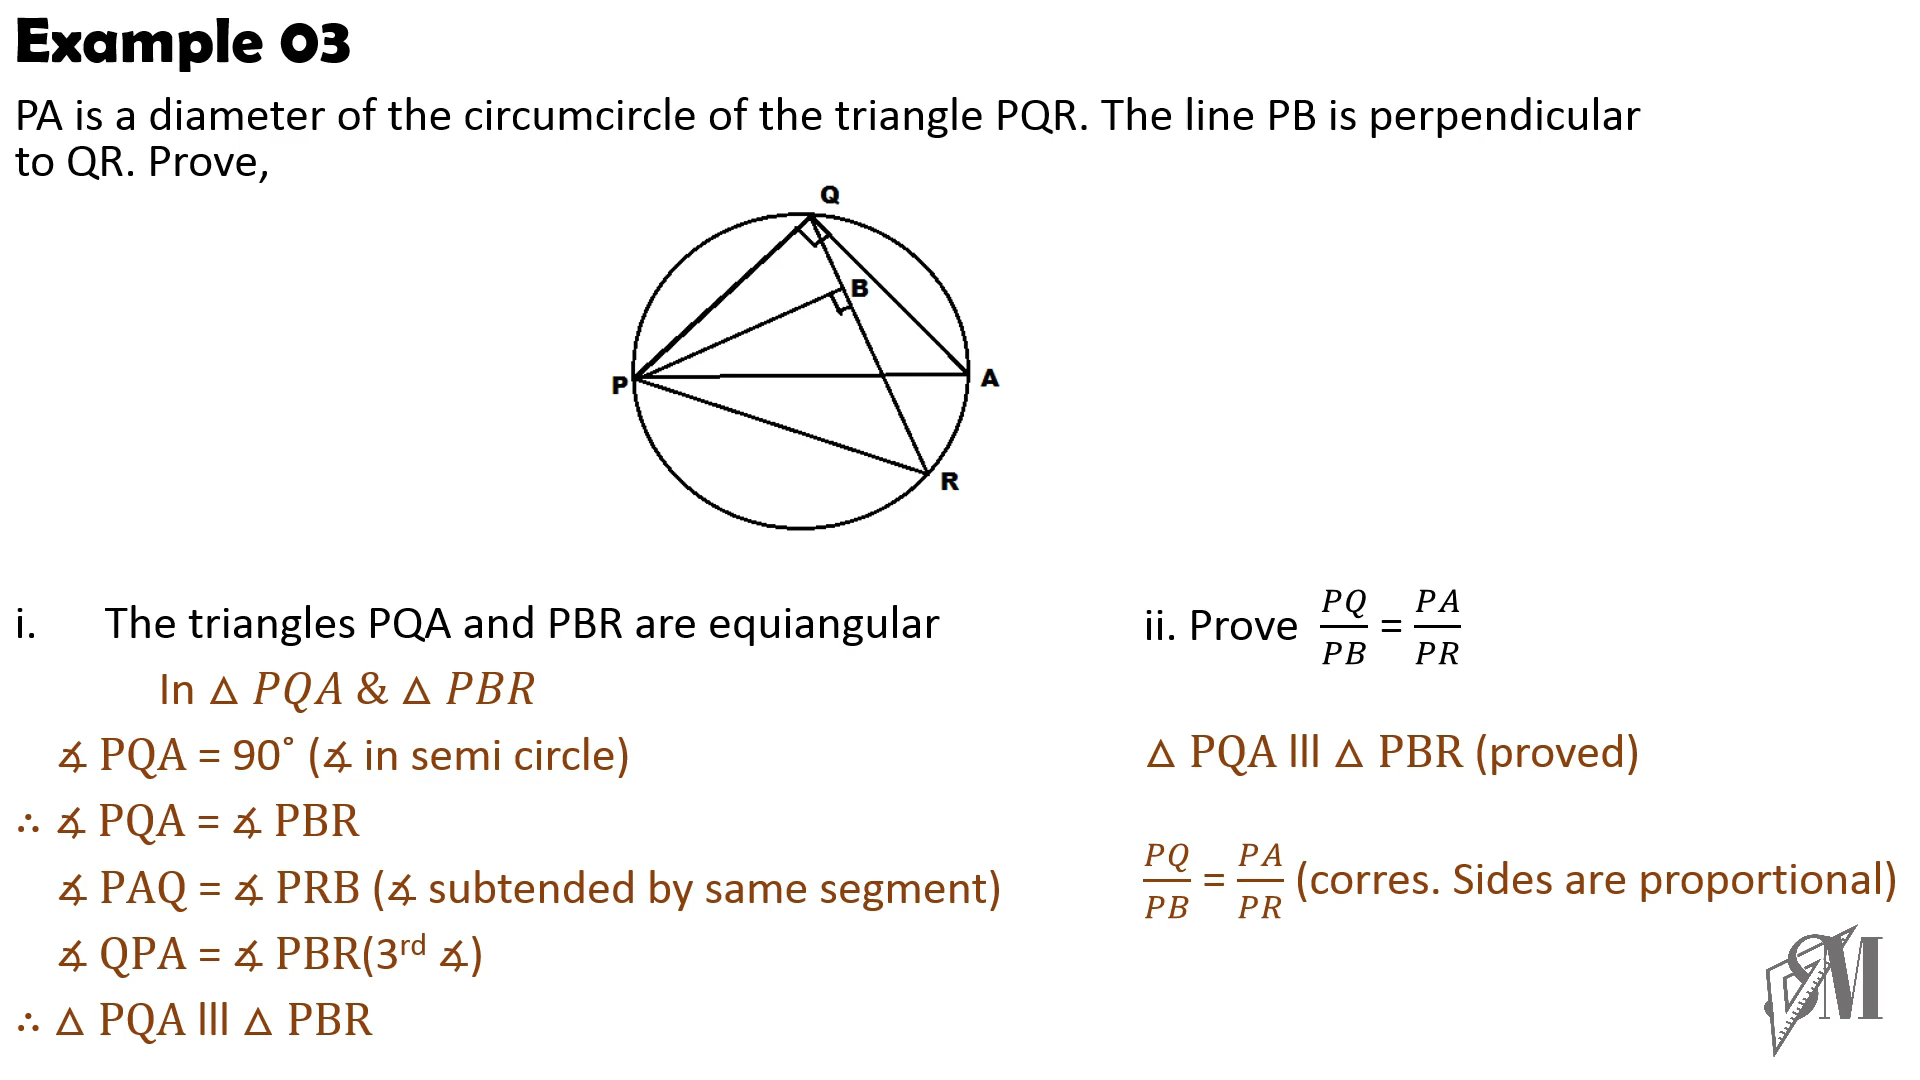 Example 03
PA is a diameter of the circumcircle of the triangle PQR. The line PB is perpendicular
to QR. Prove,
Q
B
P
A
R
i. The triangles PQA and PBR are equiangular
In △ PQA & △ PBR
∡ PQA = 90˚ (∡ in semi circle)
∴ ∡ PQA = ∡ PBR
∡ PAQ = ∡ PRB (∡ subtended by same segment)
∡ QPA = ∡ PBR(3rd ∡)
∴ △ PQA lll △ PBR
ii. Prove PQ/PB = PA/PR
△ PQA lll △ PBR (proved)
PQ/PB = PA/PR (corres. Sides are proportional)
SM